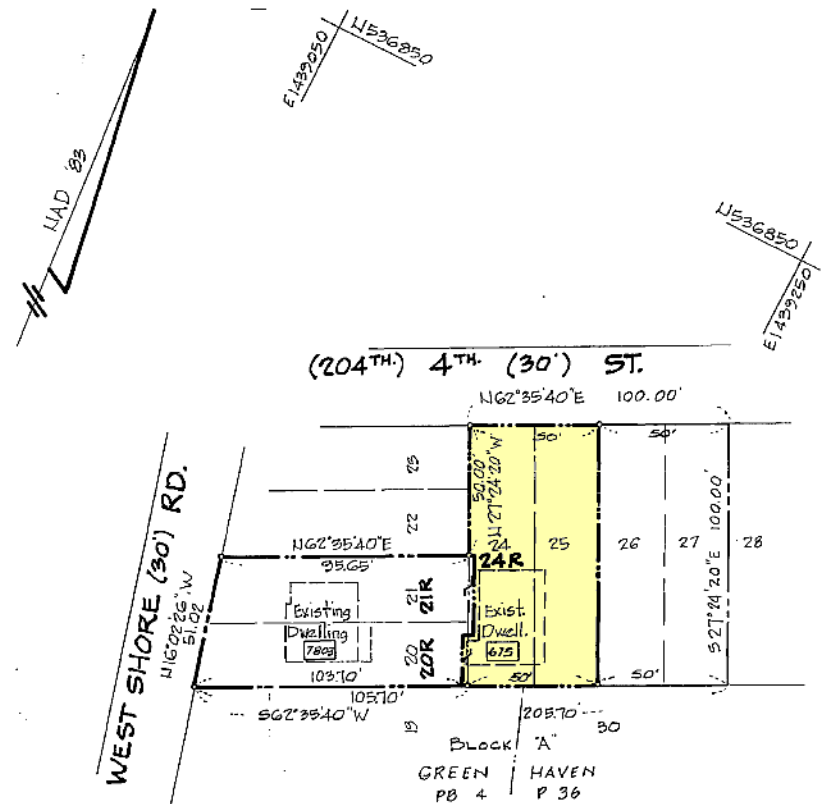 N536850
E1439050
NAD '83
N536850
E1439250
(204TH.) 4TH. (30') ST.
N62°35'40"E 100.00'
50'
50'
50.00'
N27°24'20"W
23
22
24
25
26
27
28
S27°24'20"E 100.00'
WEST SHORE (30') RD.
N16°02'26"W
51.02
N62°35'40"E
95.65'
24R
21
21R
Existing
Dwelling
7803
20
20R
Exist.
Dwell.
675
103.70'
50'
50'
105.70'
S62°35'40"W
205.70'
19
30
BLOCK "A"
GREEN HAVEN
PB 4 P 36